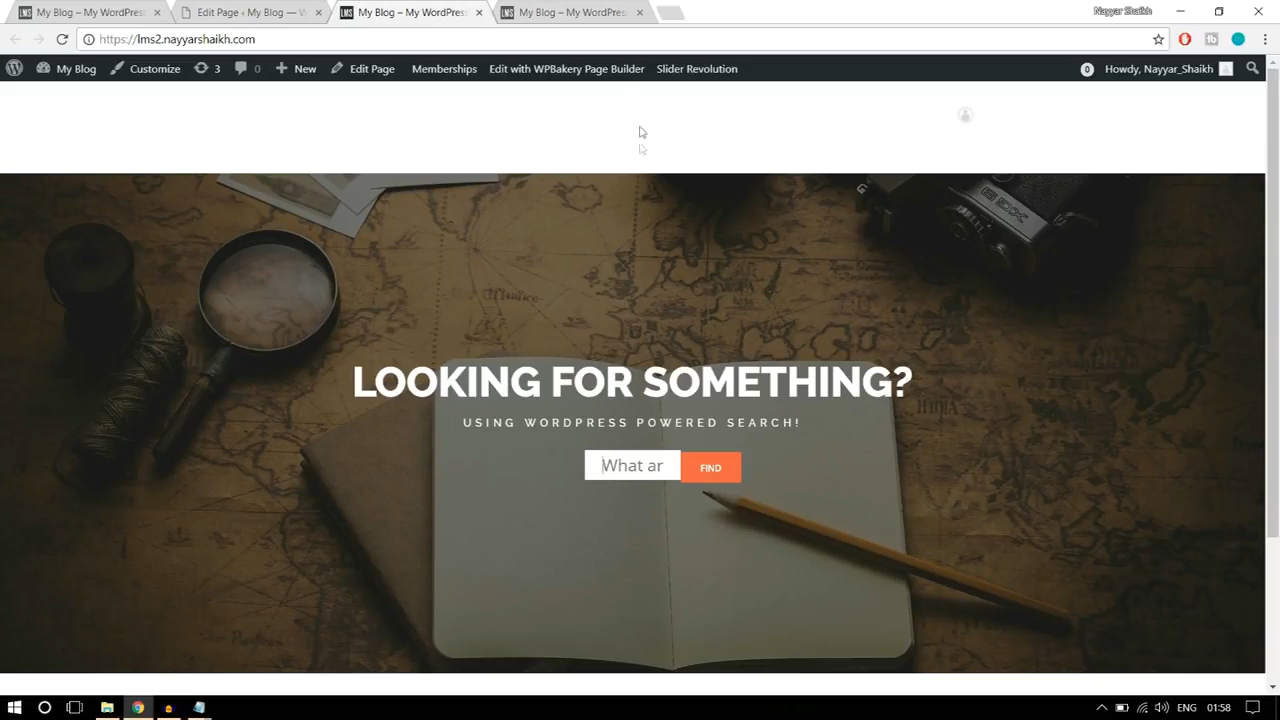 My Blog – My WordPress
Edit Page ‹ My Blog — W
My Blog – My WordPress
My Blog – My WordPress
Nayyar Shaikh
https://lms2.nayyarshaikh.com
My Blog
Customize
3
0
New
Edit Page
Memberships
Edit with WPBakery Page Builder
Slider Revolution
0
Howdy, Nayyar_Shaikh
LOOKING FOR SOMETHING?
USING WORDPRESS POWERED SEARCH!
What ar
FIND
ENG
01:58